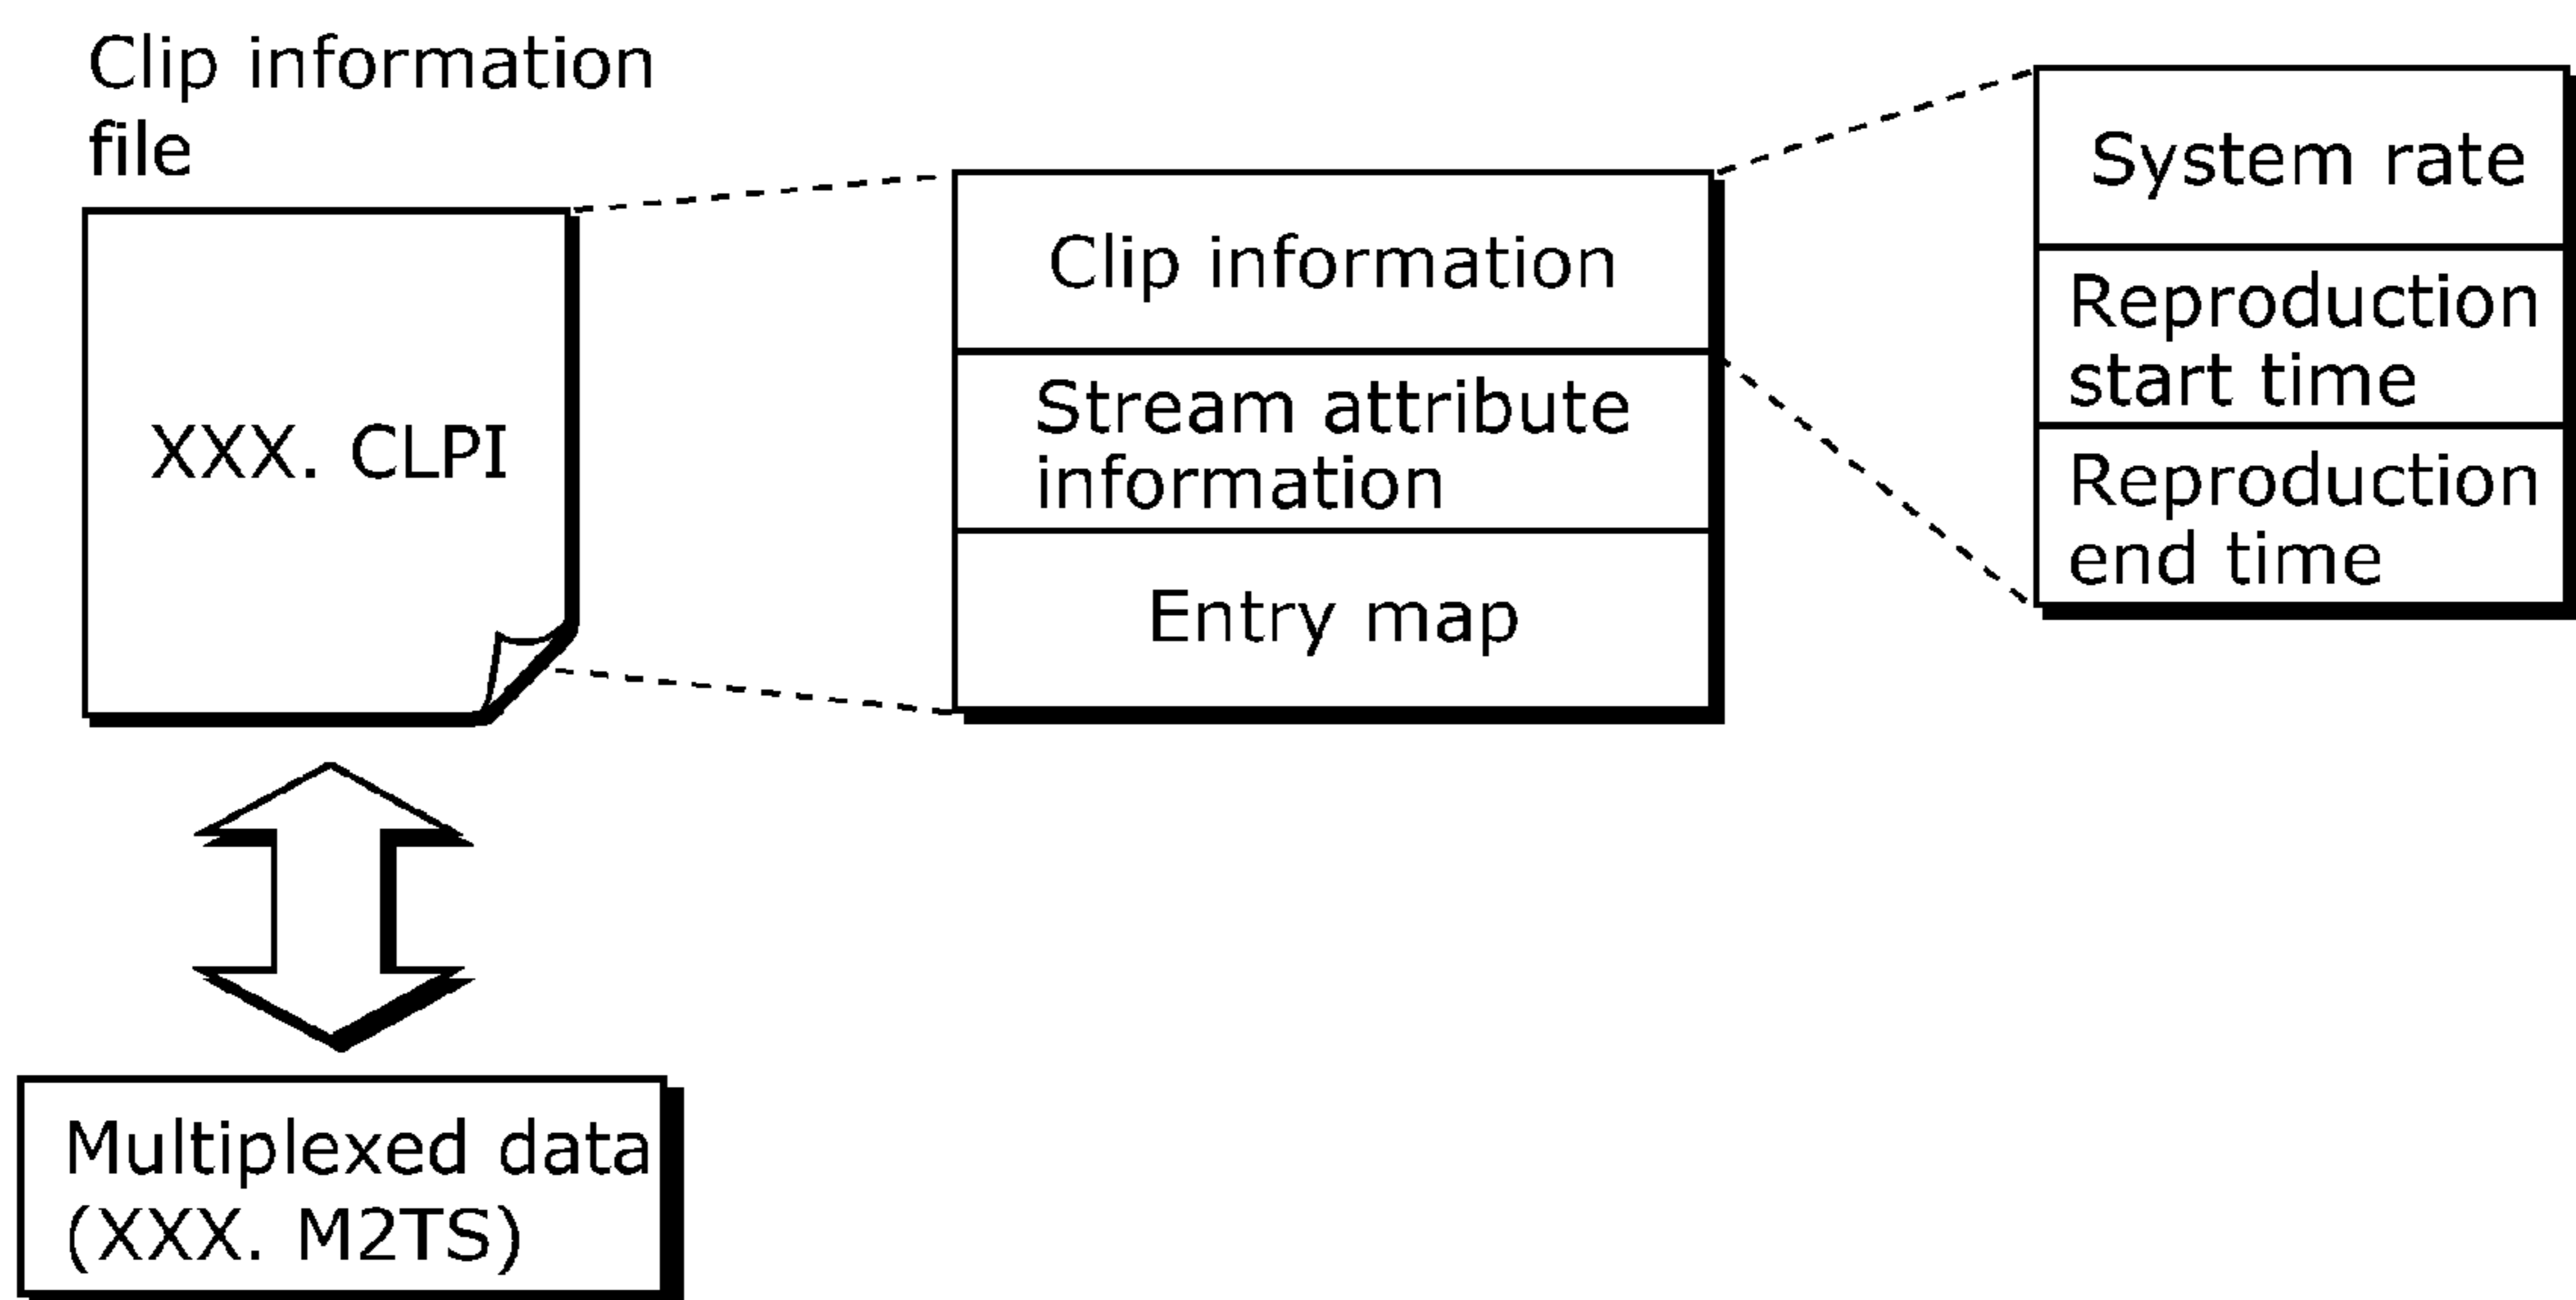 Clip information
file
XXX. CLPI
Clip information
Stream attribute
information
Entry map
System rate
Reproduction
start time
Reproduction
end time
Multiplexed data
(XXX. M2TS)